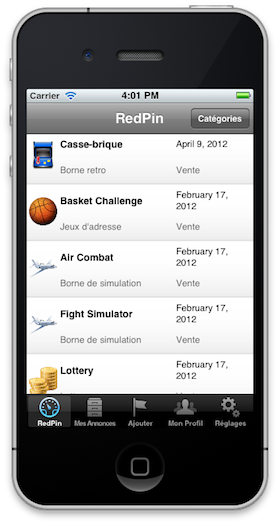 Carrier 4:01 PM
RedPin Catégories
Casse-brique April 9, 2012
Borne retro Vente
Basket Challenge February 17,
2012
Jeux d'adresse Vente
Air Combat February 17,
2012
Borne de simulation Vente
Fight Simulator February 17,
2012
Borne de simulation Vente
Lottery February 17,
2012
RedPin Mes Annonces Ajouter Mon Profil Réglages